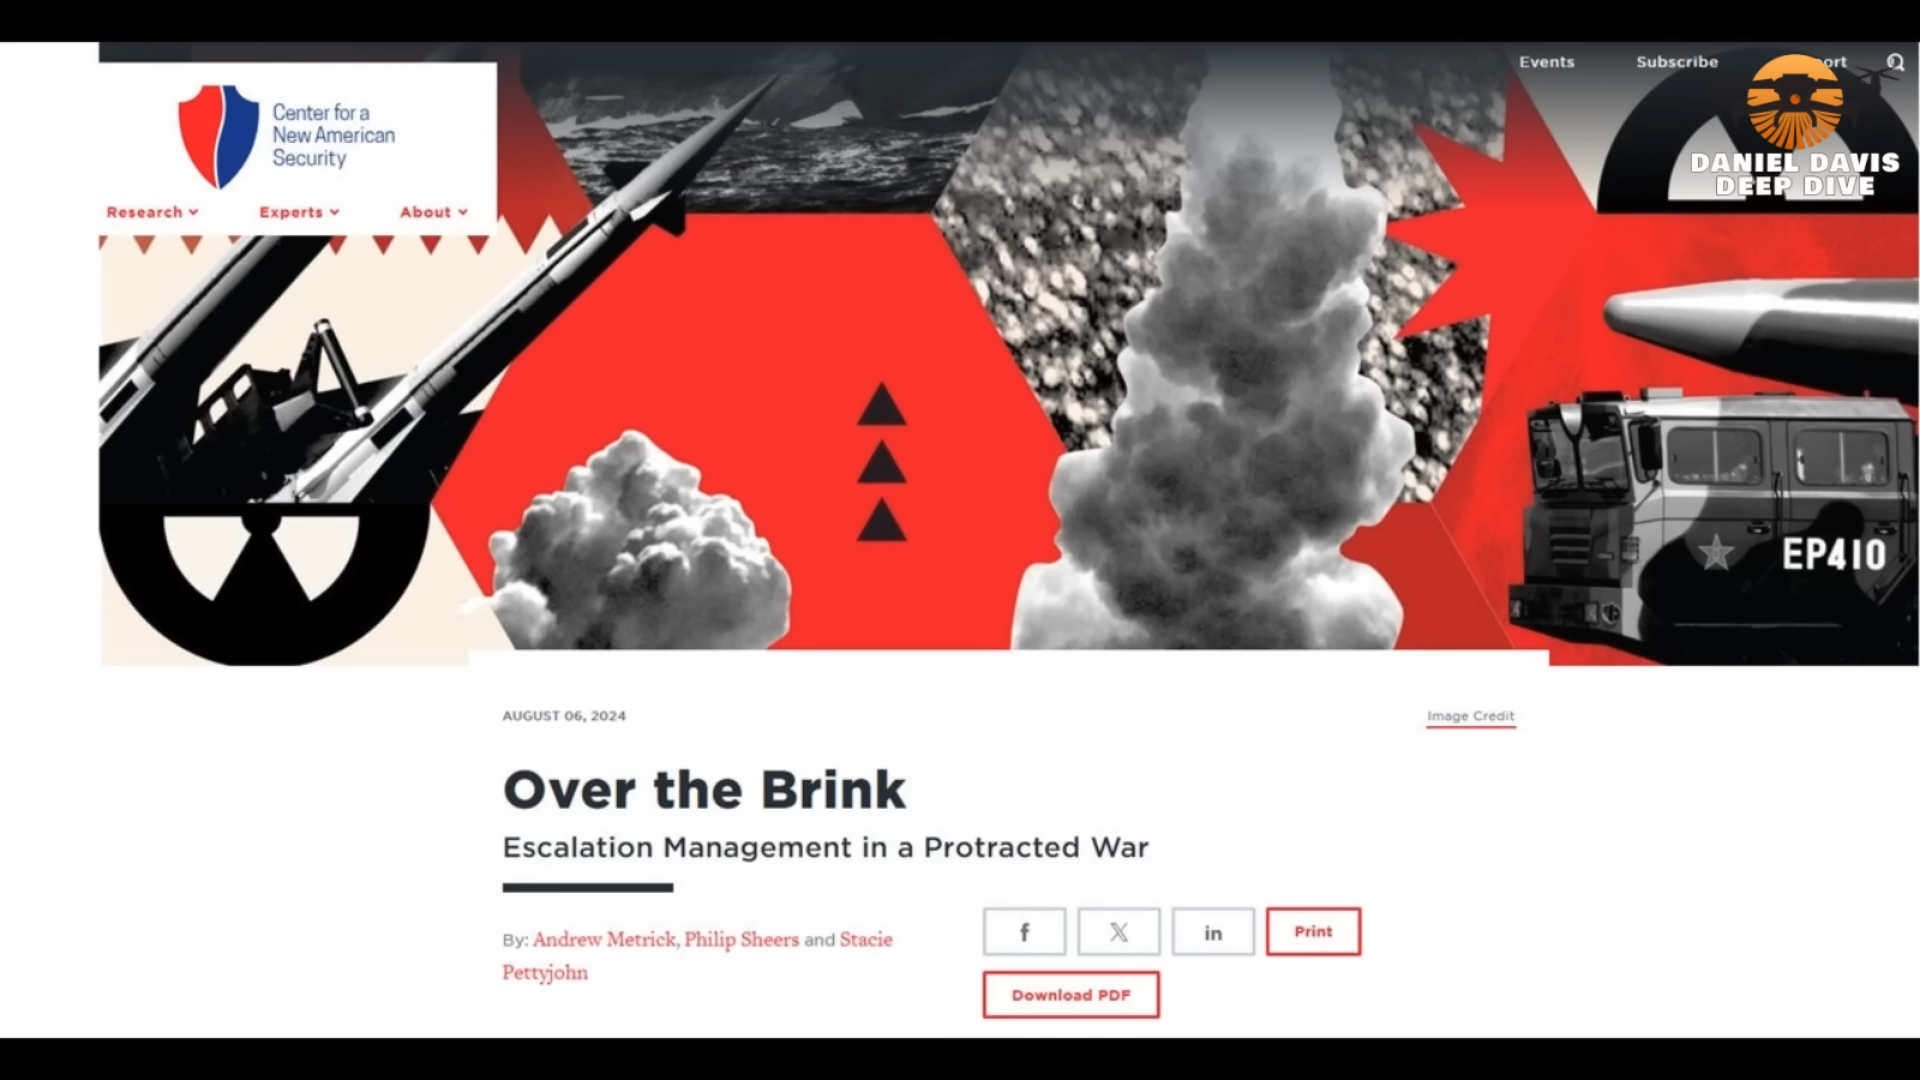 Center for a
New American
Security
Research
Experts
About
Events
Subscribe
DANIEL DAVIS
DEEP DIVE
EP410
AUGUST 06, 2024
Image Credit
Over the Brink
Escalation Management in a Protracted War
By: Andrew Metrick, Philip Sheers and Stacie
Pettyjohn
f
X
in
Print
Download PDF